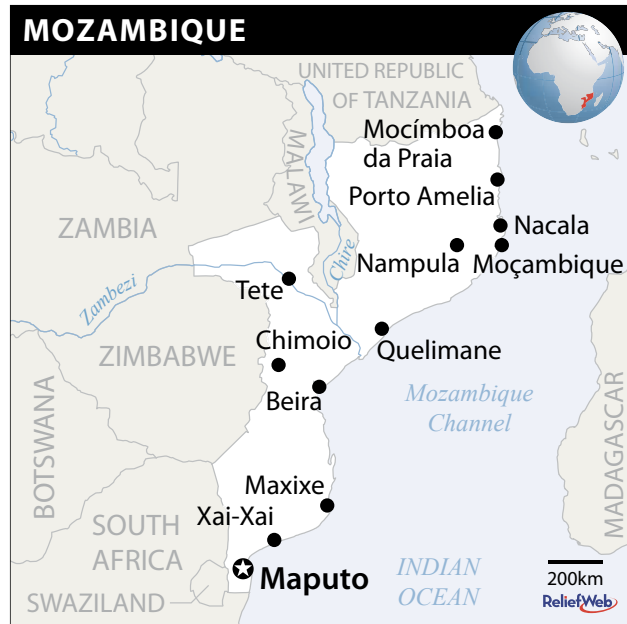 MOZAMBIQUE
UNITED REPUBLIC
OF TANZANIA
Mocímboa
da Praia
MALAWI
Porto Amelia
ZAMBIA
Nacala
Chire
Nampula
Moçambique
Zambezi
Tete
Chimoio
Quelimane
ZIMBABWE
Beira
Mozambique
Channel
BOTSWANA
MADAGASCAR
Maxixe
Xai-Xai
SOUTH
AFRICA
Maputo
INDIAN
OCEAN
200km
SWAZILAND
ReliefWeb